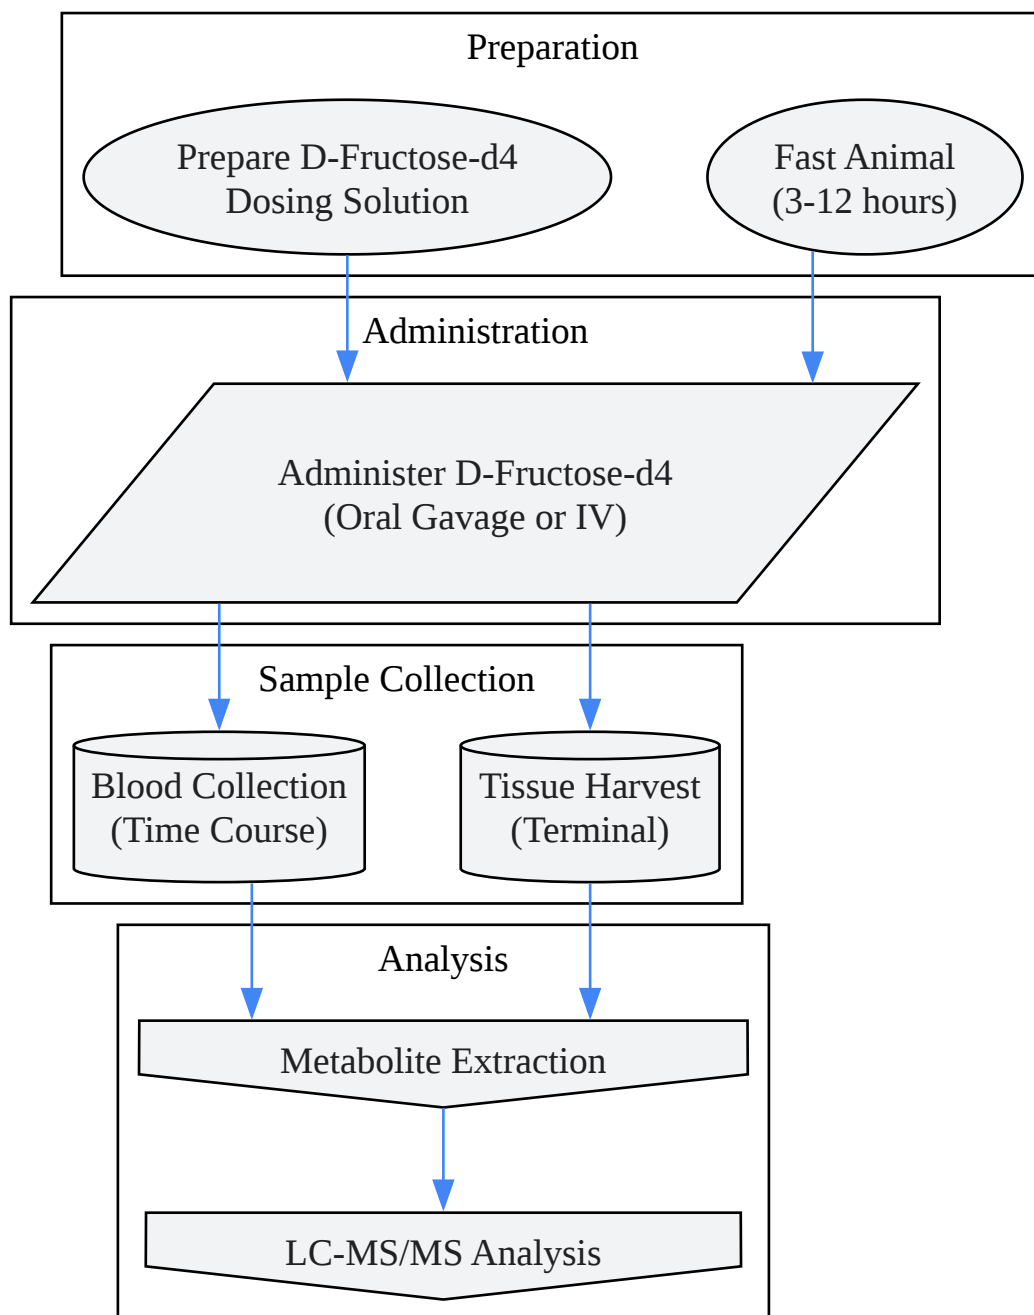 Preparation
Prepare D-Fructose-d4
Dosing Solution
Fast Animal
(3-12 hours)
Administration
Administer D-Fructose-d4
(Oral Gavage or IV)
Sample Collection
Blood Collection
(Time Course)
Tissue Harvest
(Terminal)
Analysis
Metabolite Extraction
LC-MS/MS Analysis